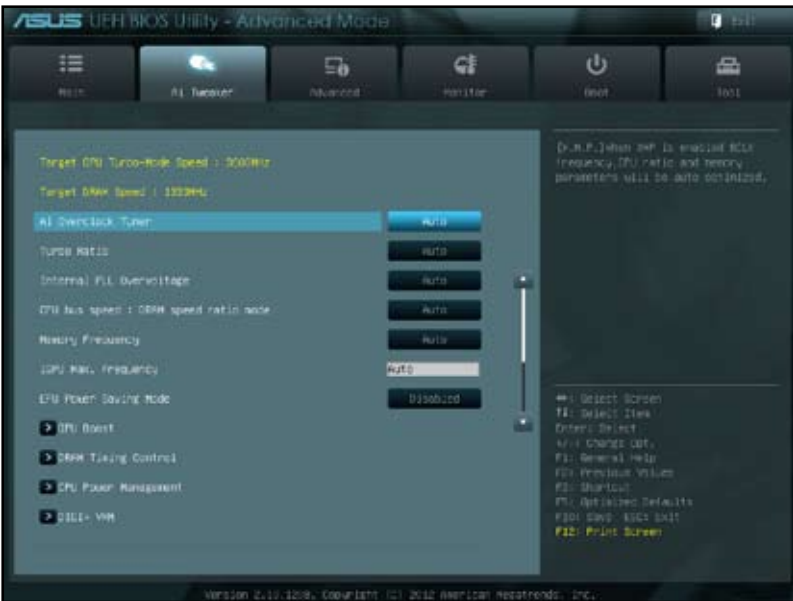 ASUS UEFI BIOS Utility - Advanced Mode
Exit
Main
Ai Tweaker
Advanced
Monitor
Boot
Tool
Target CPU Turbo-Mode Speed : 3600MHz
Target DRAM Speed : 1333MHz
Ai Overclock Tuner
Auto
Turbo Ratio
Auto
Internal PLL Overvoltage
Auto
CPU bus speed : DRAM speed ratio mode
Auto
Memory Frequency
Auto
iGPU Max. Frequency
Auto
EPU Power Saving Mode
Disabled
> GPU Boost
> DRAM Timing Control
> CPU Power Management
> DIGI+ VRM
[X.M.P.]When XMP is enabled BCLK
frequency,CPU ratio and memory
parameters will be auto optimized.
→←: Select Screen
↑↓: Select Item
Enter: Select
+/-: Change Opt.
F1: General Help
F2: Previous Values
F3: Shortcut
F5: Optimized Defaults
F10: Save ESC: Exit
F12: Print Screen
Version 2.10.1208. Copyright (C) 2012 American Megatrends, Inc.